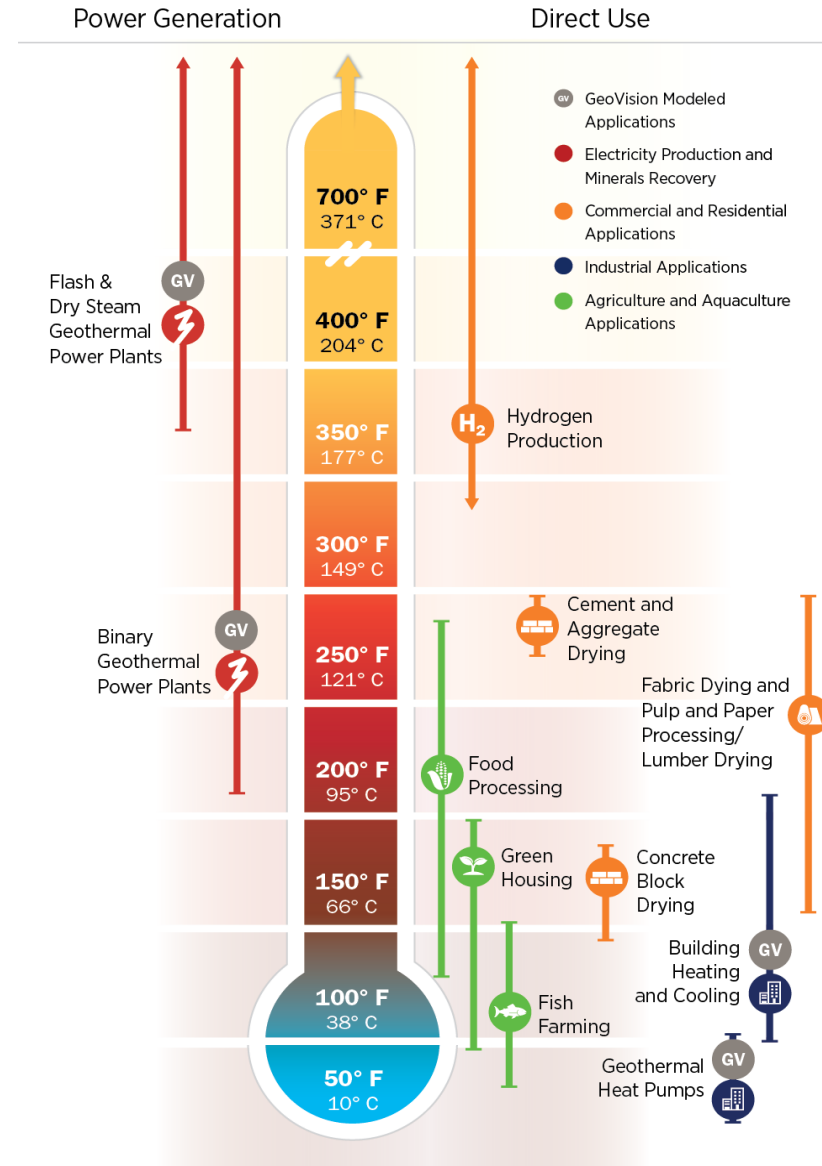 Power Generation
Direct Use
GV
GeoVision Modeled
Applications
Electricity Production and
Minerals Recovery
Commercial and Residential
Applications
Industrial Applications
Agriculture and Aquaculture
Applications
700° F
371° C
Flash &
Dry Steam
Geothermal
Power Plants
GV
400° F
204° C
350° F
177° C
H2
Hydrogen
Production
300° F
149° C
Binary
Geothermal
Power Plants
GV
250° F
121° C
Cement and
Aggregate
Drying
Fabric Dying and
Pulp and Paper
Processing/
Lumber Drying
200° F
95° C
Food
Processing
150° F
66° C
Green
Housing
Concrete
Block
Drying
Building
Heating
and Cooling
GV
100° F
38° C
Fish
Farming
50° F
10° C
Geothermal
Heat Pumps
GV